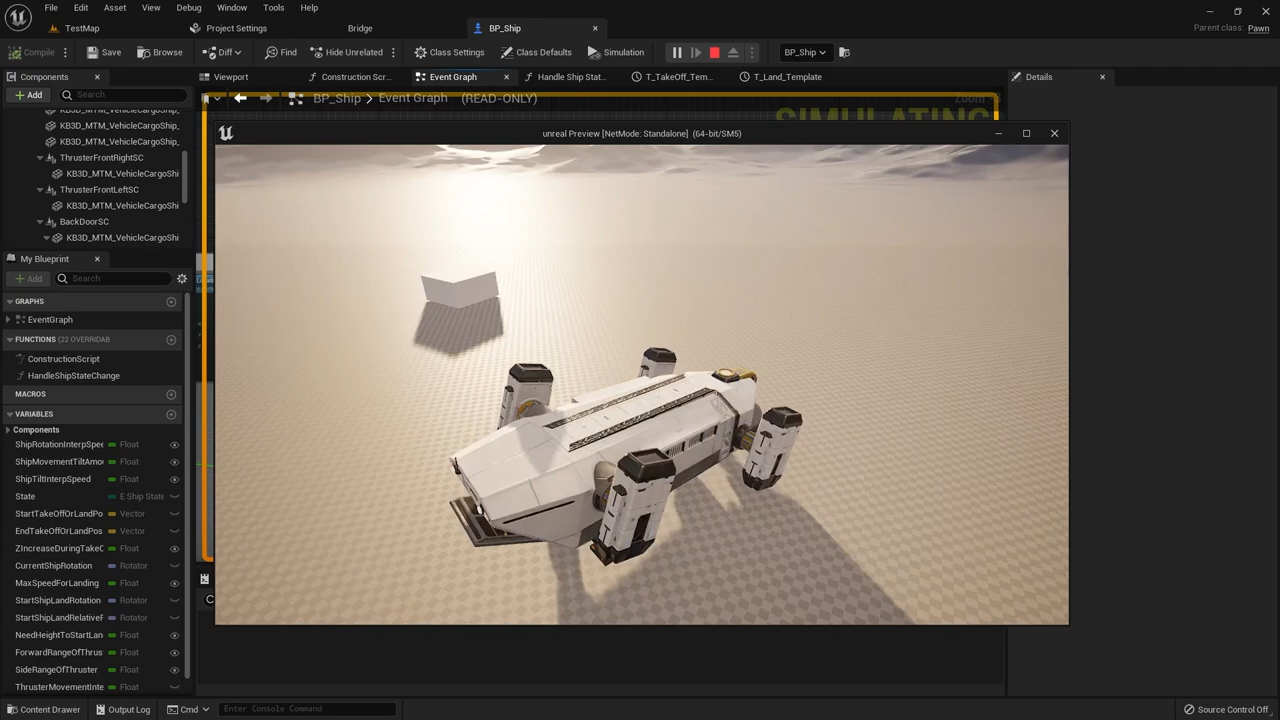 File Edit Asset View Debug Window Tools Help
TestMap Project Settings Bridge BP_Ship
Parent class: Pawn
Compile Save Browse Diff Find Hide Unrelated Class Settings Class Defaults Simulation BP_Ship
Components
Viewport Construction Scr... Event Graph Handle Ship Stat... T_TakeOff_Tem... T_Land_Template Details
Add Search
BP_Ship > Event Graph (READ-ONLY) Zoom
SIMULATING
KB3D_MTM_VehicleCargoShip_
KB3D_MTM_VehicleCargoShip_
KB3D_MTM_VehicleCargoShip_
unreal Preview [NetMode: Standalone] (64-bit/SM5)
ThrusterFrontRightSC
KB3D_MTM_VehicleCargoShi
ThrusterFrontLeftSC
KB3D_MTM_VehicleCargoShi
BackDoorSC
KB3D_MTM_VehicleCargoShi
My Blueprint
Add Search
GRAPHS
EventGraph
FUNCTIONS (22 OVERRIDAB
ConstructionScript
HandleShipStateChange
MACROS
VARIABLES
Components
ShipRotationInterpSpee Float
ShipMovementTiltAmou Float
ShipTiltInterpSpeed Float
State E Ship State
StartTakeOffOrLandPo Vector
EndTakeOffOrLandPos Vector
ZIncreaseDuringTakeO Float
CurrentShipRotation Rotator
MaxSpeedForLanding Float
StartShipLandRotation Rotator
StartShipLandRelativeF Rotator
NeedHeightToStartLan Float
ForwardRangeOfThrus Float
SideRangeOfThruster Float
ThrusterMovementInte Float
Content Drawer Output Log Cmd Enter Console Command Source Control Off